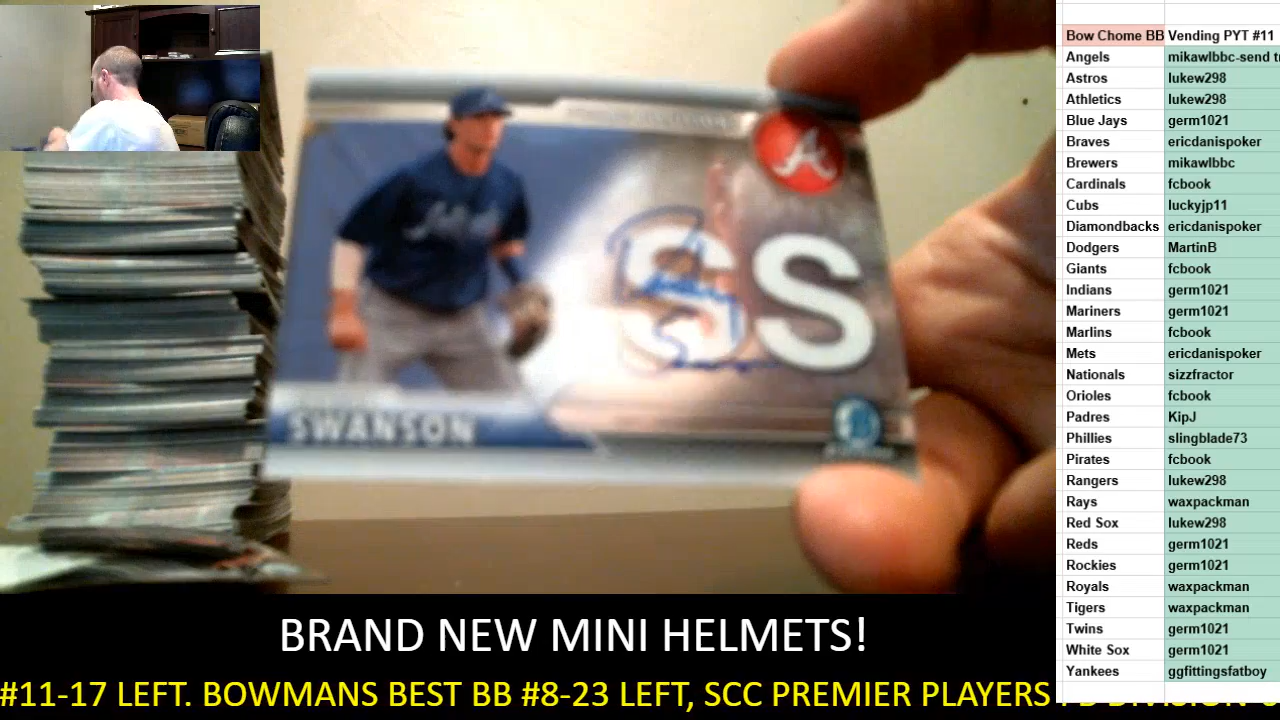 A
SS
SWANSON
BRAND NEW MINI HELMETS!
#11-17 LEFT. BOWMANS BEST BB #8-23 LEFT, SCC PREMIER PLAYERS
Bow Chome BB Vending PYT #11
Angels mikawlbbc-send
Astros lukew298
Athletics lukew298
Blue Jays germ1021
Braves ericdanispoker
Brewers mikawlbbc
Cardinals fcbook
Cubs luckyjp11
Diamondbacks ericdanispoker
Dodgers MartinB
Giants fcbook
Indians germ1021
Mariners germ1021
Marlins fcbook
Mets ericdanispoker
Nationals sizzfractor
Orioles fcbook
Padres KipJ
Phillies slingblade73
Pirates fcbook
Rangers lukew298
Rays waxpackman
Red Sox lukew298
Reds germ1021
Rockies germ1021
Royals waxpackman
Tigers waxpackman
Twins germ1021
White Sox germ1021
Yankees ggfittingsfatboy